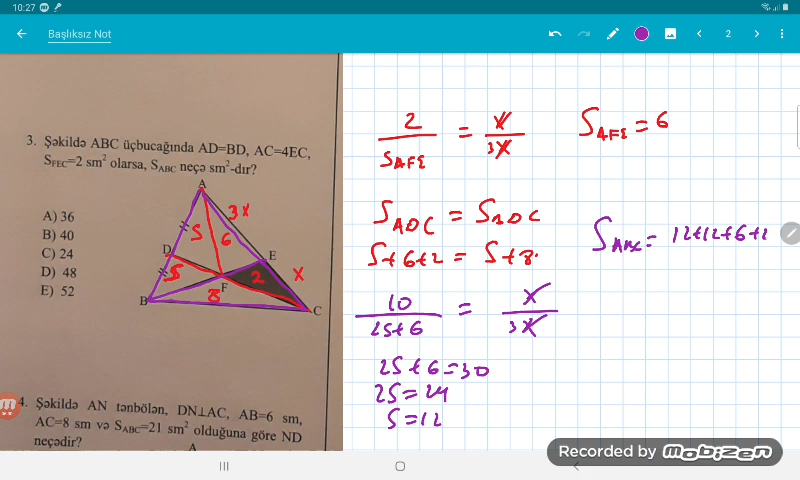 10:27
Başlıksız Not
2
3. Şəkildə ABC üçbucağında AD=BD, AC=4EC,
S_FEC=2 sm² olarsa, S_ABC neçə sm²-dır?
A) 36
B) 40
C) 24
D) 48
E) 52
A
3x
S
6
D
E
S
2
x
F
8
B
C
4. Şəkildə AN tənbölən, DN⊥AC, AB=6 sm,
AC=8 sm və S_ABC=21 sm² olduğuna görə ND
neçədir?
A
2 / S_AFE = x / 3x
S_AFE = 6
S_ADC = S_BDC
S+6+2 = S+8
10 / 2S+6 = x / 3x
2S+6=30
2S=24
S=12
S_ABC = 12+12+6+2
Recorded by
mobizen